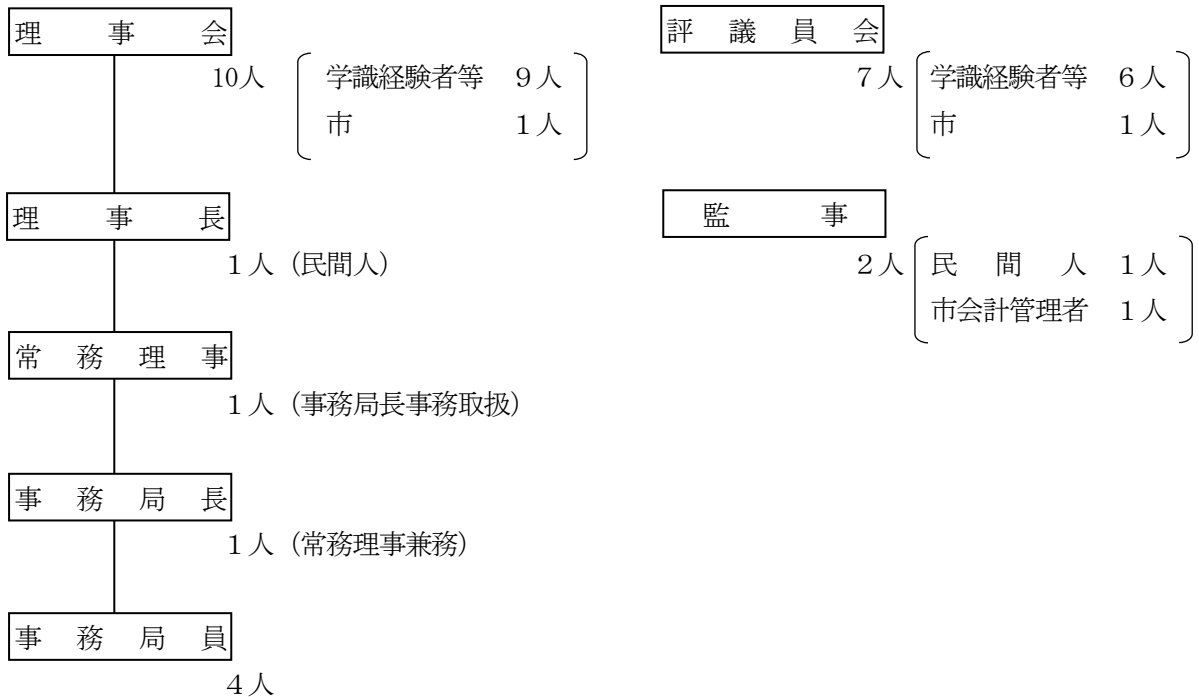 理事会
10人 学識経験者等 ９人
市 １人
理事長
１人（民間人）
常務理事
１人（事務局長事務取扱）
事務局長
１人（常務理事兼務）
事務局員
４人
評議員会
７人 学識経験者等 ６人
市 １人
監事
２人 民間人 １人
市会計管理者 １人